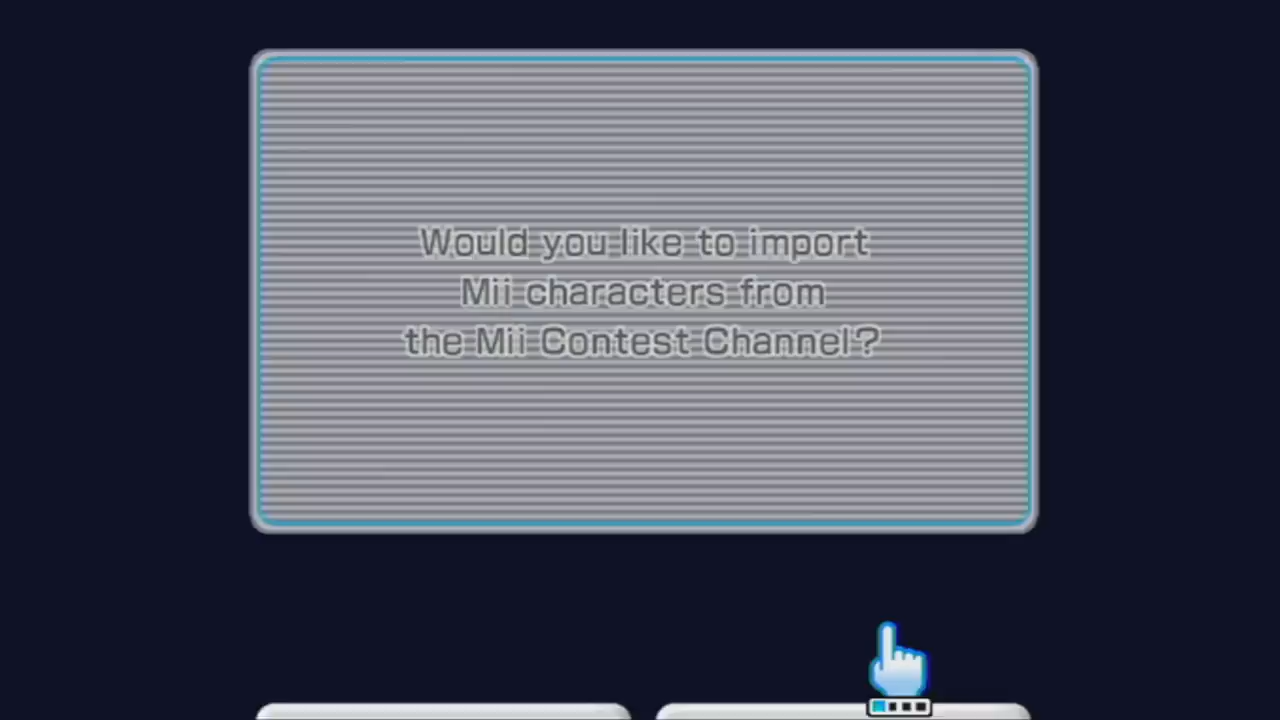 Would you like to import
Mii characters from
the Mii Contest Channel?